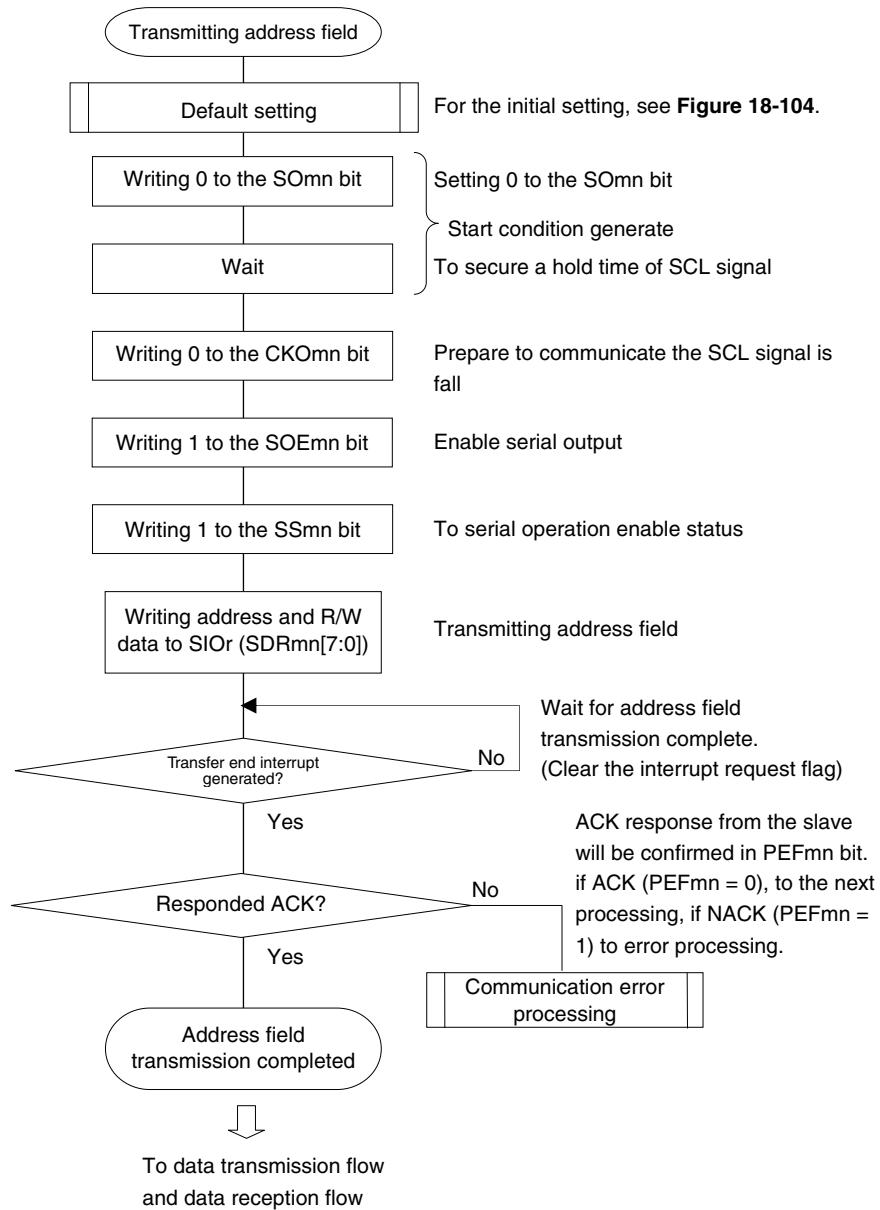 Transmitting address field
Default setting
For the initial setting, see Figure 18-104.
Writing 0 to the SOmn bit
Setting 0 to the SOmn bit
Start condition generate
Wait
To secure a hold time of SCL signal
Writing 0 to the CKOmn bit
Prepare to communicate the SCL signal is
fall
Writing 1 to the SOEmn bit
Enable serial output
Writing 1 to the SSmn bit
To serial operation enable status
Writing address and R/W
data to SIOr (SDRmn[7:0])
Transmitting address field
Transfer end interrupt
generated?
No
Wait for address field
transmission complete.
(Clear the interrupt request flag)
Yes
Responded ACK?
No
ACK response from the slave
will be confirmed in PEFmn bit.
if ACK (PEFmn = 0), to the next
processing, if NACK (PEFmn =
1) to error processing.
Yes
Communication error
processing
Address field
transmission completed
To data transmission flow
and data reception flow